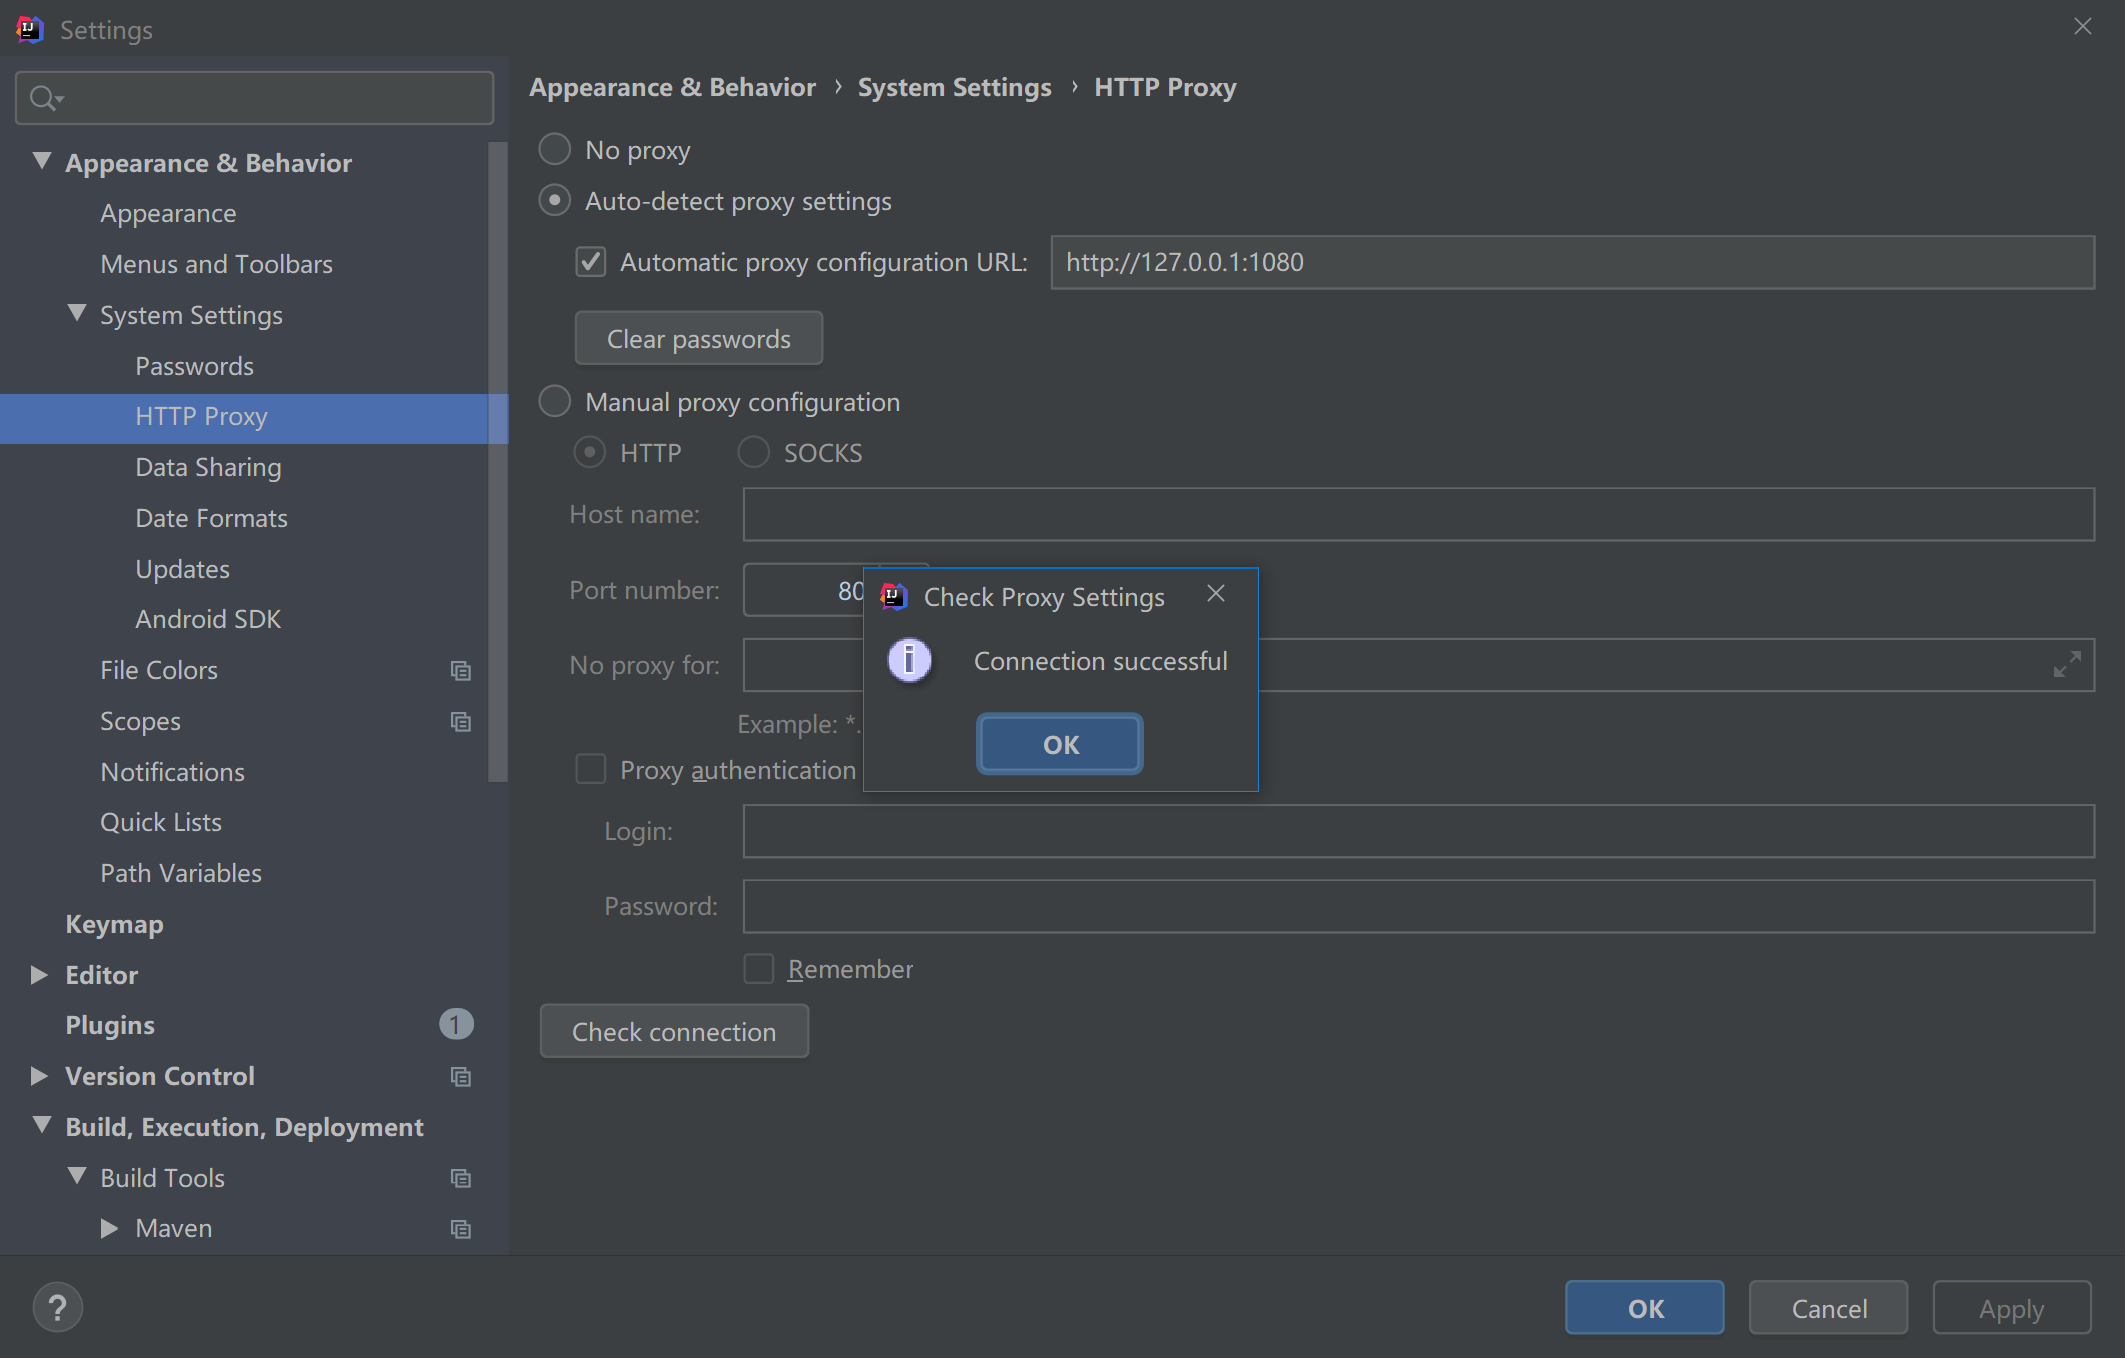 Settings
Appearance & Behavior › System Settings › HTTP Proxy
Appearance & Behavior
Appearance
Menus and Toolbars
System Settings
Passwords
HTTP Proxy
Data Sharing
Date Formats
Updates
Android SDK
File Colors
Scopes
Notifications
Quick Lists
Path Variables
Keymap
Editor
Plugins 1
Version Control
Build, Execution, Deployment
Build Tools
Maven
No proxy
Auto-detect proxy settings
Automatic proxy configuration URL: http://127.0.0.1:1080
Clear passwords
Manual proxy configuration
HTTP SOCKS
Host name:
Port number: 80
No proxy for:
Example: *.
Proxy authentication
Login:
Password:
Remember
Check connection
Check Proxy Settings
Connection successful
OK
?
OK Cancel Apply